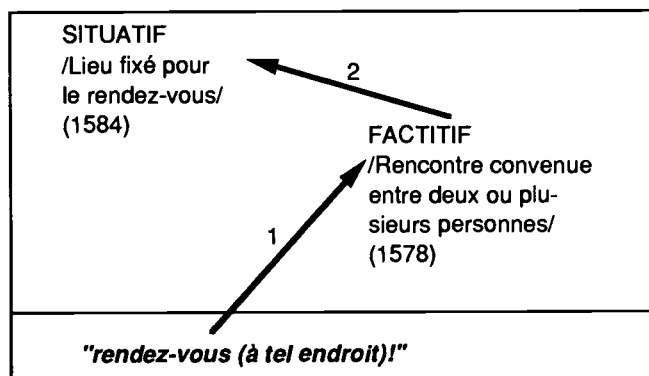 SITUATIF
/Lieu fixé pour
le rendez-vous/
(1584)
2
FACTITIF
/Rencontre convenue
entre deux ou plu-
sieurs personnes/
(1578)
1
"rendez-vous (à tel endroit)!"